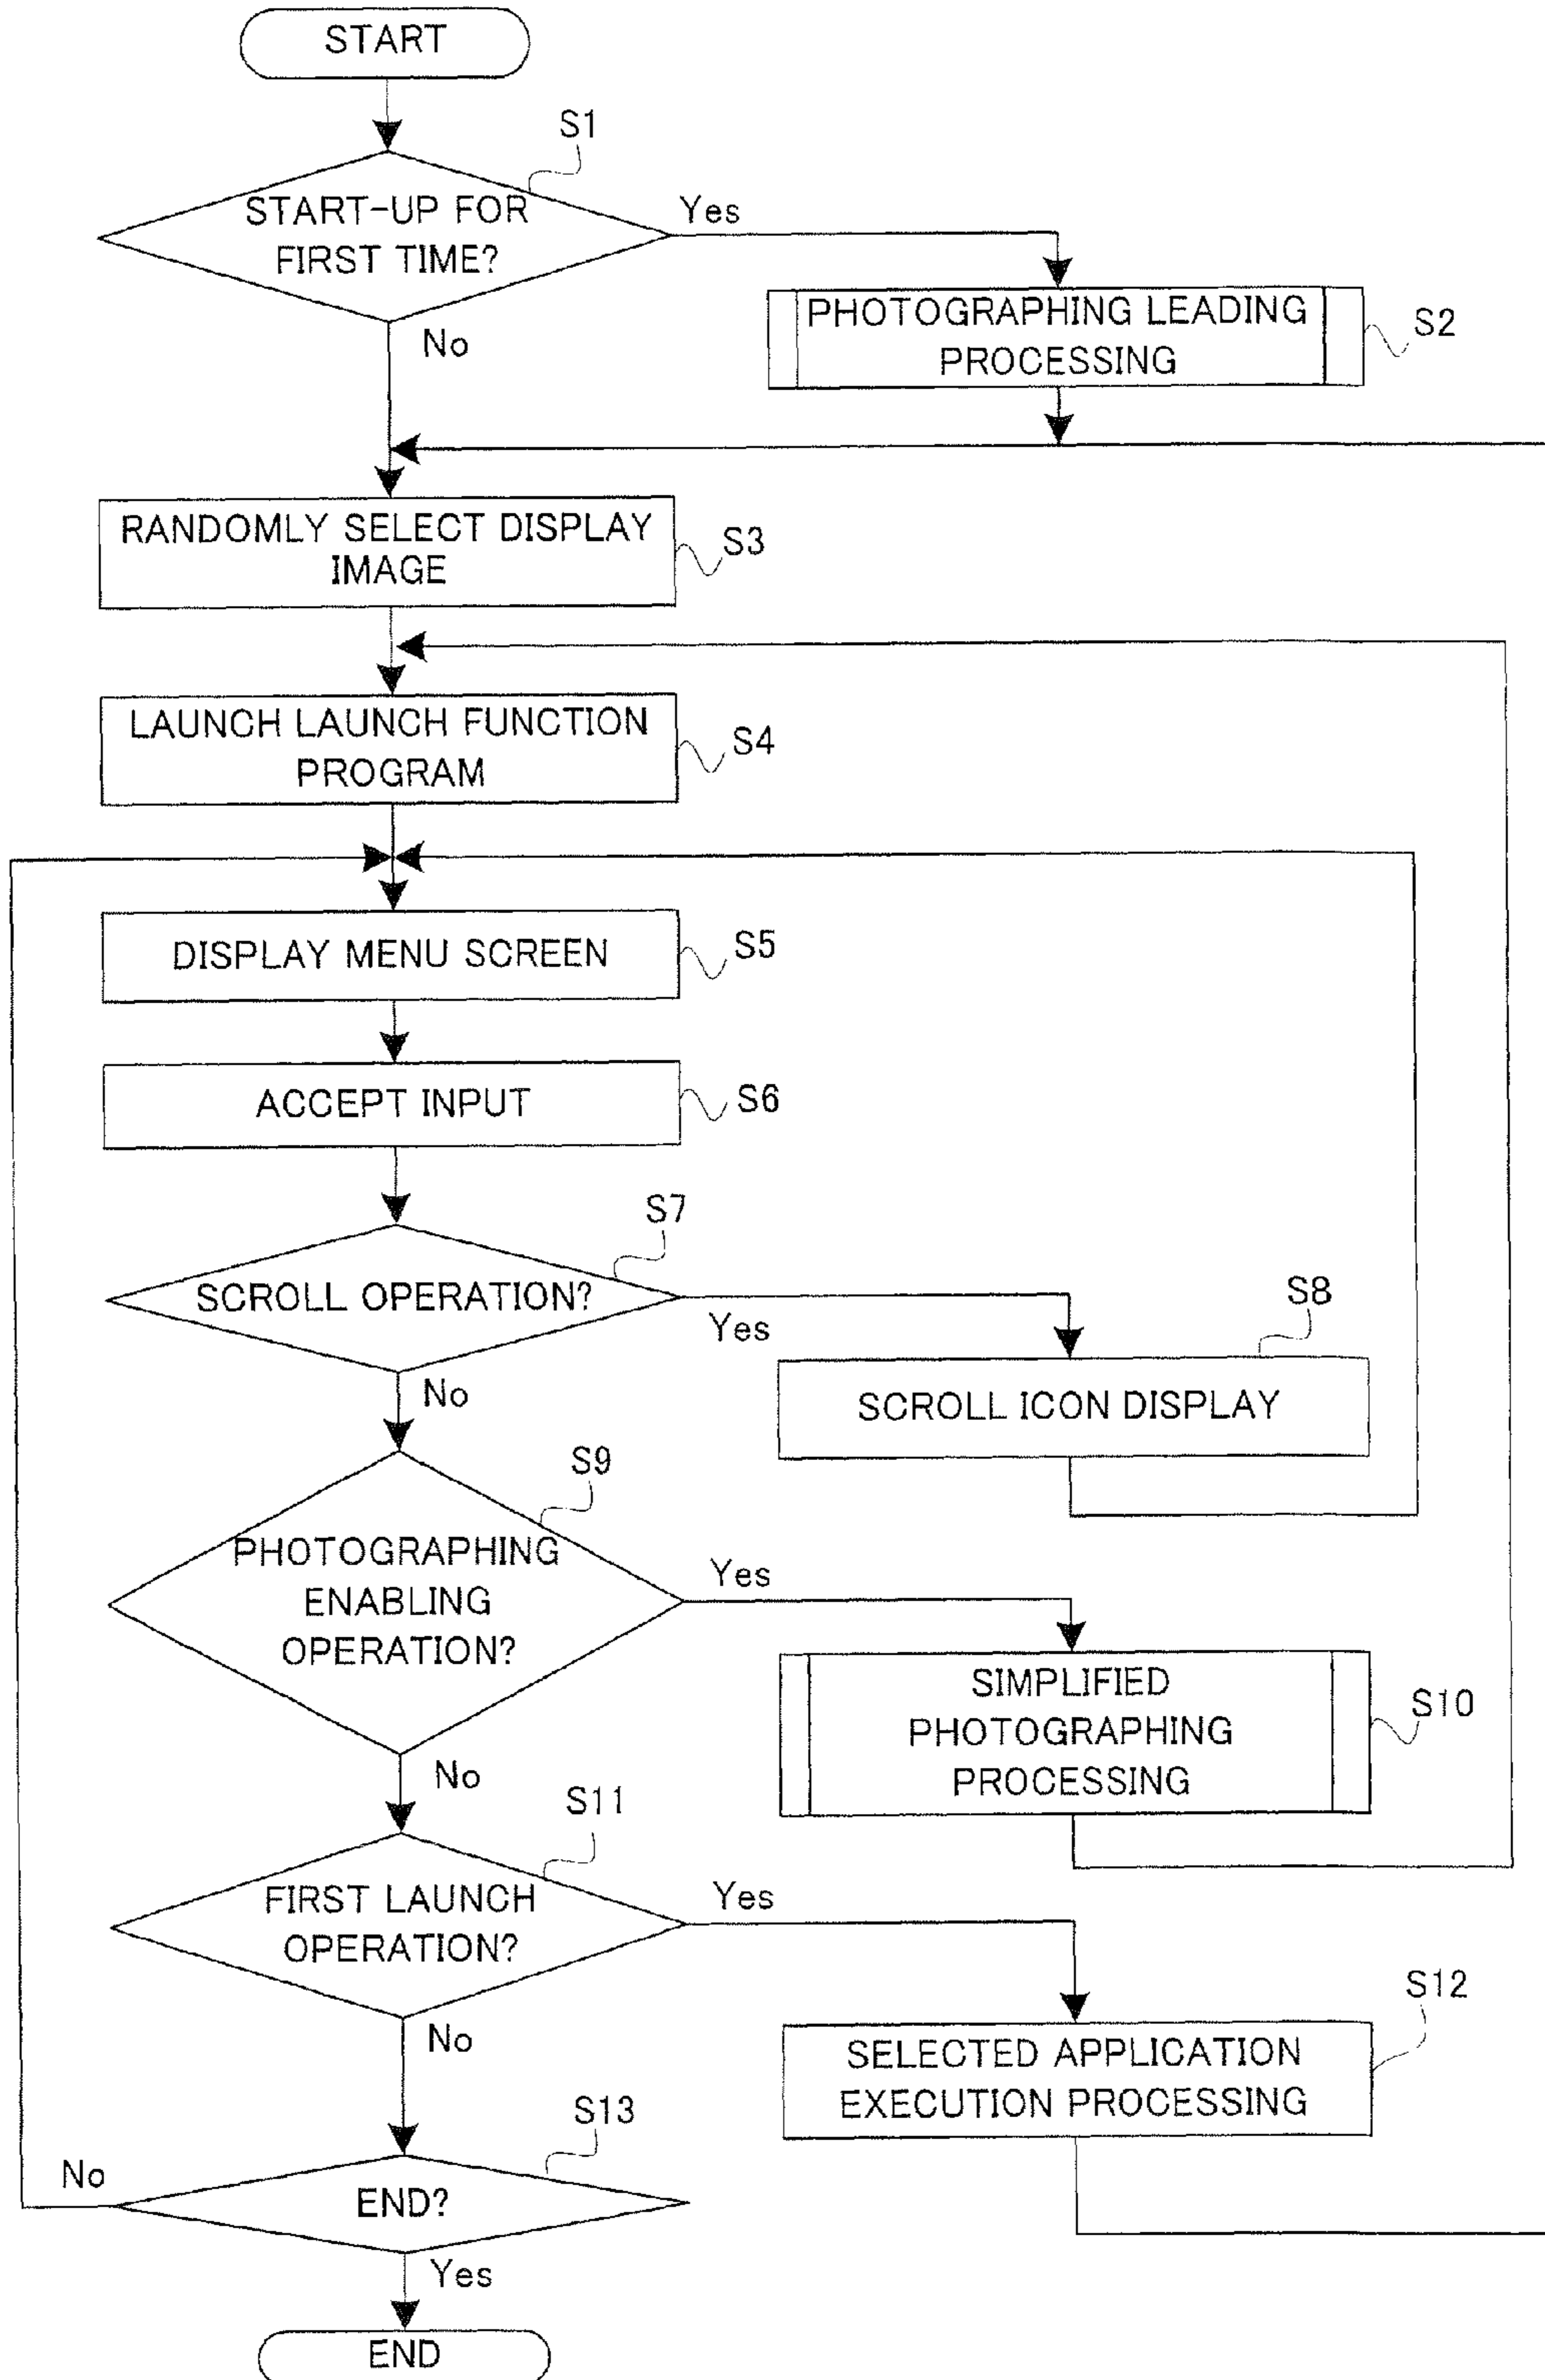 START
S1
START-UP FOR
FIRST TIME?
Yes
No
PHOTOGRAPHING LEADING
PROCESSING
S2
RANDOMLY SELECT DISPLAY
IMAGE
S3
LAUNCH LAUNCH FUNCTION
PROGRAM
S4
DISPLAY MENU SCREEN
S5
ACCEPT INPUT
S6
S7
SCROLL OPERATION?
Yes
No
S8
SCROLL ICON DISPLAY
S9
PHOTOGRAPHING
ENABLING
OPERATION?
Yes
No
SIMPLIFIED
PHOTOGRAPHING
PROCESSING
S10
S11
FIRST LAUNCH
OPERATION?
Yes
No
S12
SELECTED APPLICATION
EXECUTION PROCESSING
S13
No
END?
Yes
END